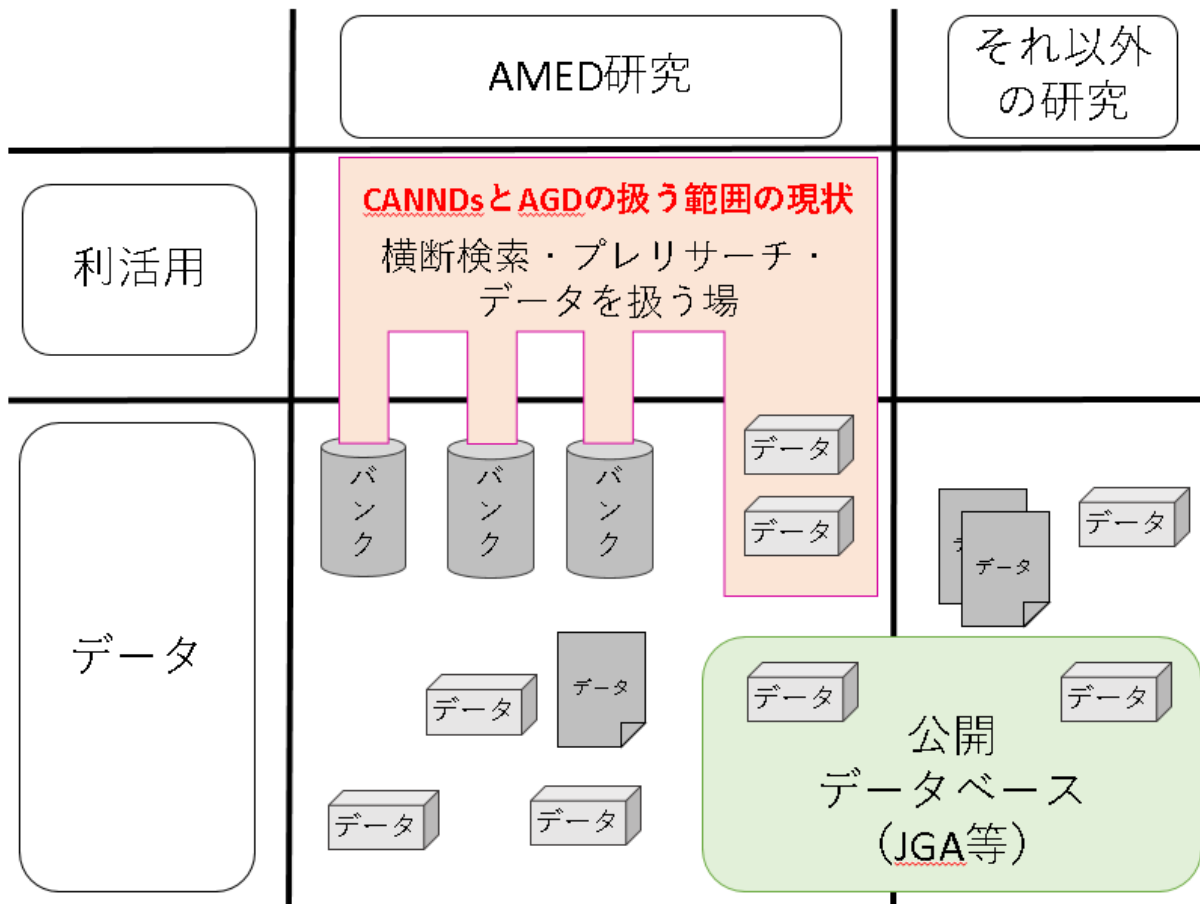 AMED研究
それ以外
の研究
利活用
CANNDsとAGDの扱う範囲の現状
横断検索・プレリサーチ・
データを扱う場
データ
バンク
バンク
バンク
データ
データ
データ
データ
データ
データ
データ
データ
データ
データ
公開
データベース
（JGA等）